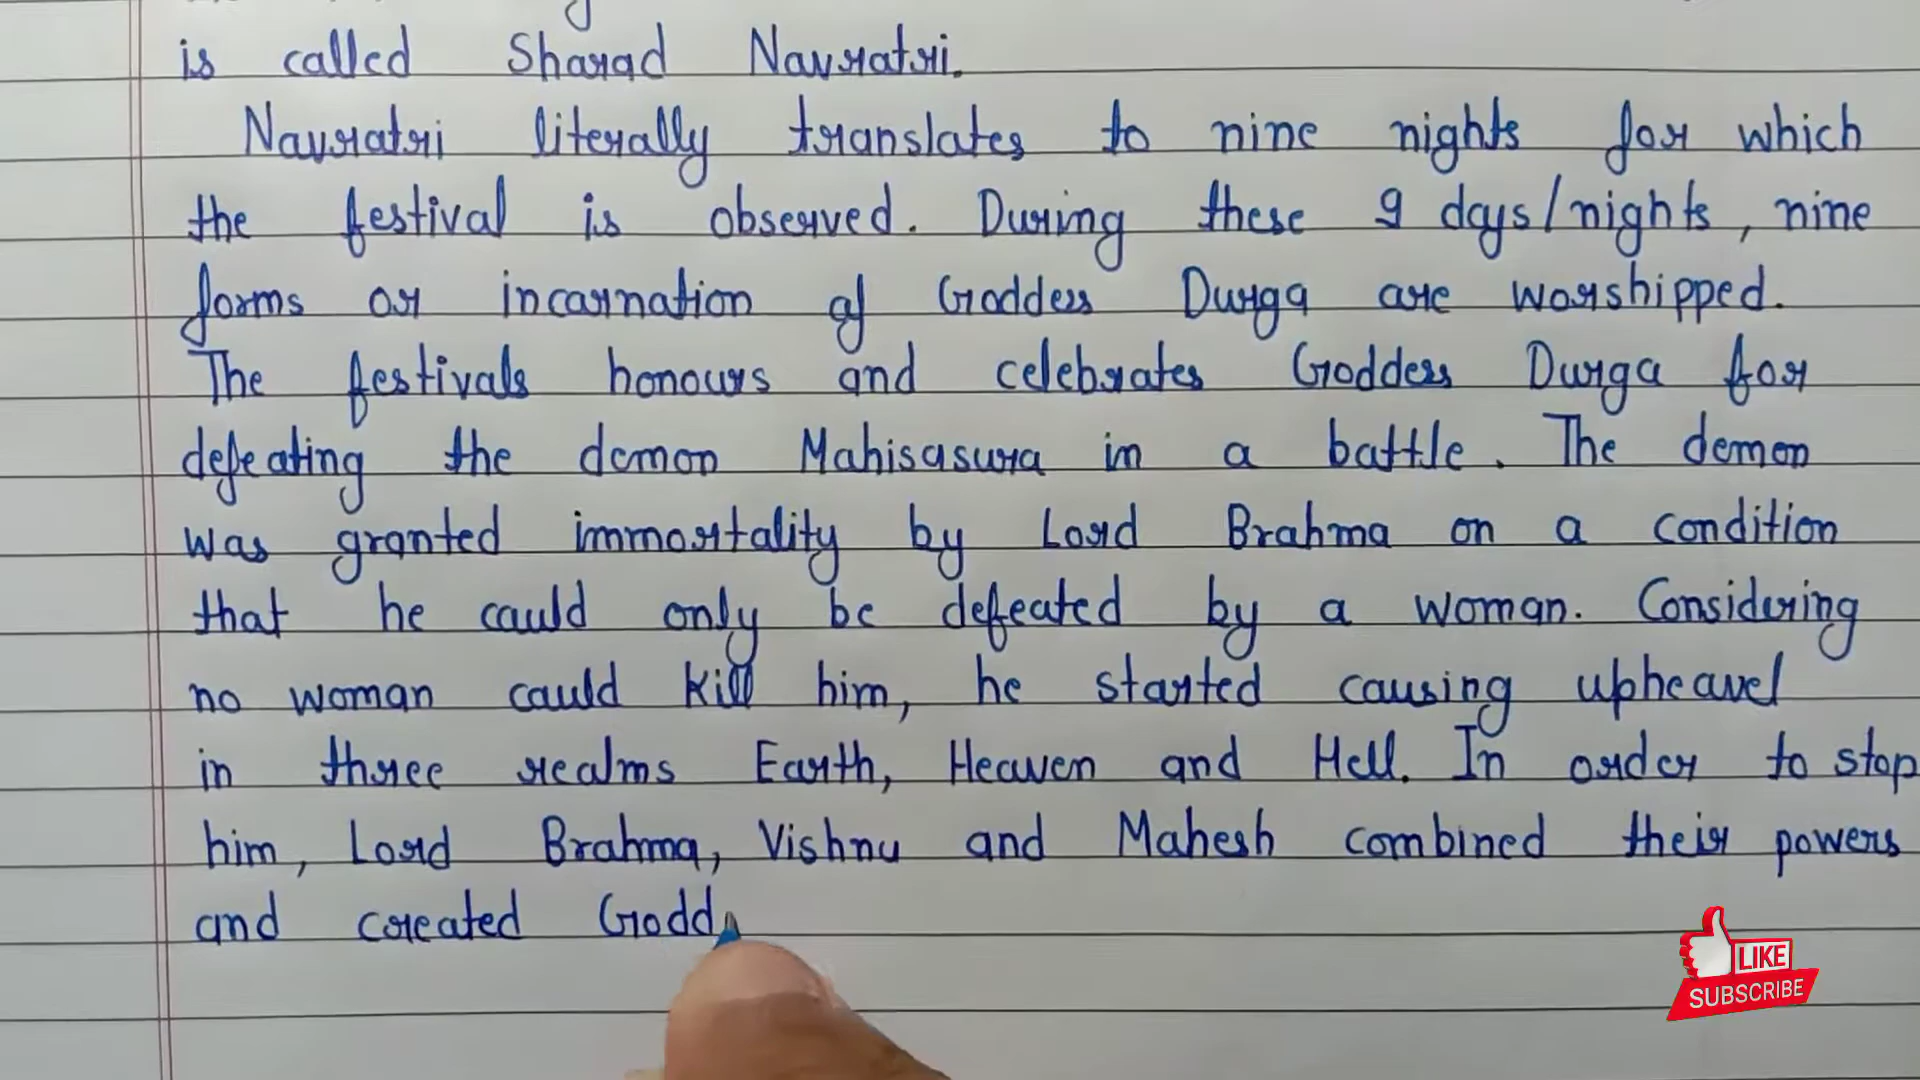 is called Sharad Navratri.
Navratri literally translates to nine nights for which
the festival is observed. During these 9 days/nights, nine
forms or incarnation of Goddess Durga are worshipped.
The festivals honours and celebrates Goddess Durga for
defeating the demon Mahisasura in a battle. The demon
was granted immortality by Lord Brahma on a condition
that he could only be defeated by a woman. Considering
no woman could kill him, he started causing upheavel
in three realms Earth, Heaven and Hell. In order to stop
him, Lord Brahma, Vishnu and Mahesh combined their powers
and created Godd
LIKE
SUBSCRIBE